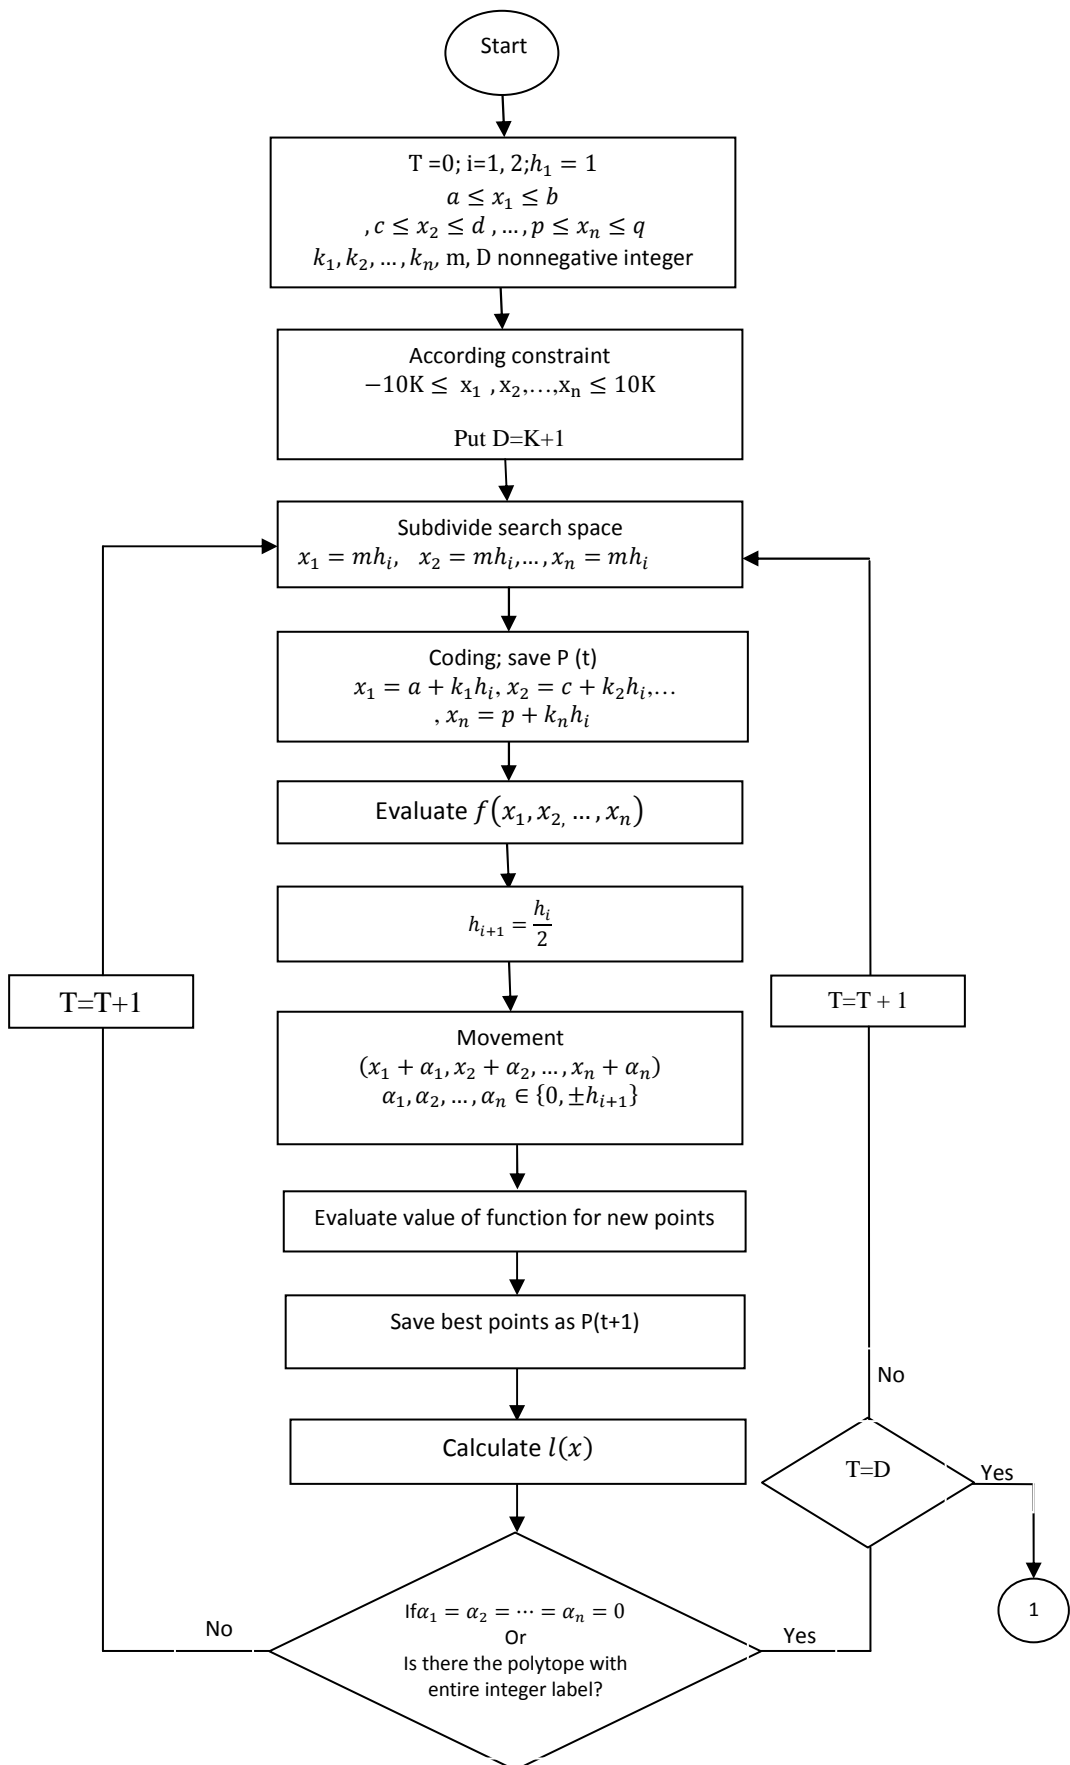 Start
T =0; i=1, 2;h₁ = 1
a ≤ x₁ ≤ b
, c ≤ x₂ ≤ d , …, p ≤ xₙ ≤ q
k₁, k₂, …, kₙ, m, D nonnegative integer
According constraint
−10K ≤ x₁ , x₂,…,xₙ ≤ 10K
Put D=K+1
Subdivide search space
x₁ = mhᵢ, x₂ = mhᵢ,…, xₙ = mhᵢ
Coding; save P (t)
x₁ = a + k₁hᵢ, x₂ = c + k₂hᵢ,…
, xₙ = p + kₙhᵢ
Evaluate f(x₁, x₂, …, xₙ)
hᵢ₊₁ = hᵢ/2
T=T+1
T=T + 1
Movement
(x₁ + α₁, x₂ + α₂, …, xₙ + αₙ)
α₁, α₂, …, αₙ ∈ {0, ±hᵢ₊₁}
Evaluate value of function for new points
Save best points as P(t+1)
No
Calculate l(x)
T=D
Yes
1
Ifα₁ = α₂ = ⋯ = αₙ = 0
Or
Is there the polytope with
entire integer label?
No
Yes